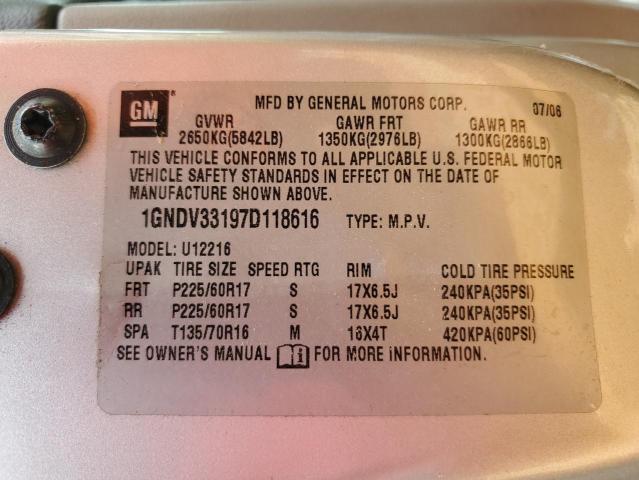 GM ® MFD BY GENERAL MOTORS CORP. 07/06
GVWR GAWR FRT GAWR RR
2650KG(5842LB) 1350KG(2976LB) 1300KG(2866LB)
THIS VEHICLE CONFORMS TO ALL APPLICABLE U.S. FEDERAL MOTOR
VEHICLE SAFETY STANDARDS IN EFFECT ON THE DATE OF
MANUFACTURE SHOWN ABOVE.
1GNDV33197D118616 TYPE: M.P.V.
MODEL: U12216
UPAK TIRE SIZE SPEED RTG RIM COLD TIRE PRESSURE
FRT P225/60R17 S 17X6.5J 240KPA(35PSI)
RR P225/60R17 S 17X6.5J 240KPA(35PSI)
SPA T135/70R16 M 16X4T 420KPA(60PSI)
SEE OWNER'S MANUAL FOR MORE INFORMATION.